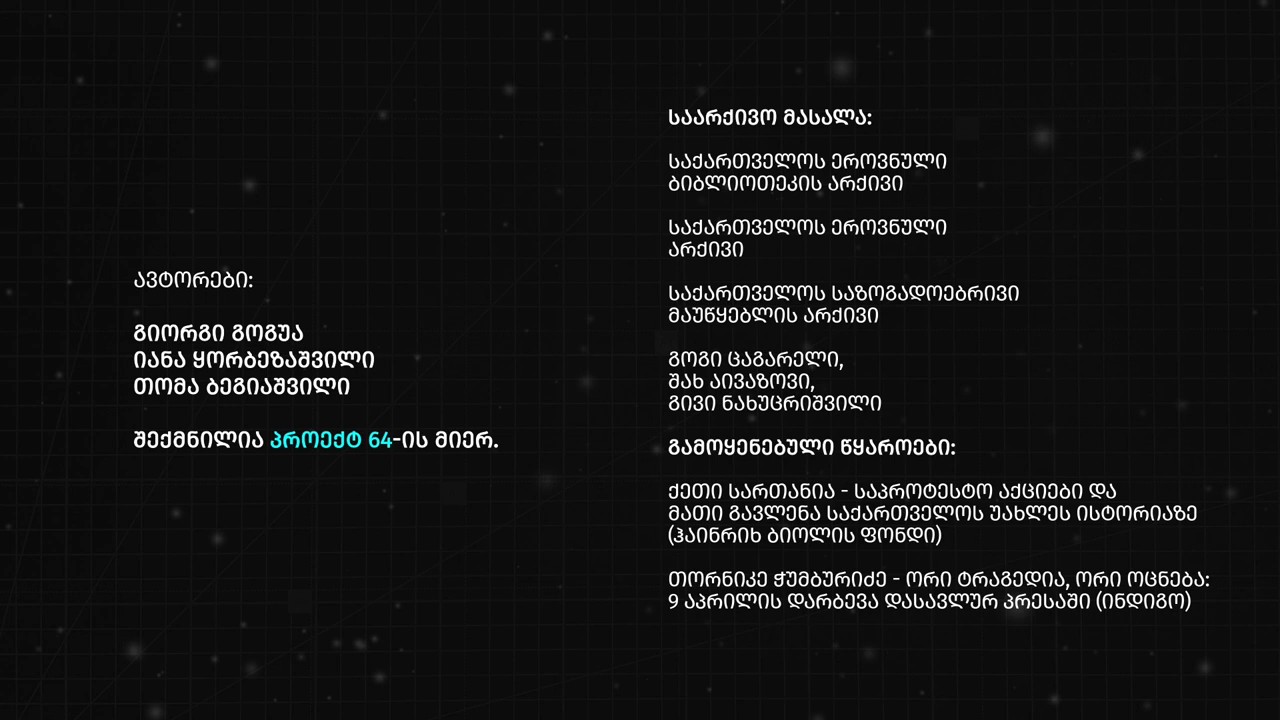 ავტორები:
გიორგი გოგუა
იანა ყორბეზაშვილი
თომა ბეგიაშვილი
შექმნილია პროექტ 64-ის მიერ.
საარქივო მასალა:
საქართველოს ეროვნული
ბიბლიოთეკის არქივი
საქართველოს ეროვნული
არქივი
საქართველოს საზოგადოებრივი
მაუწყებლის არქივი
გოგი ცაგარელი,
შახ აივაზოვი,
გივი ნახუცრიშვილი
გამოყენებული წყაროები:
ქეთი სართანია - საპროტესტო აქციები და
მათი გავლენა საქართველოს უახლეს ისტორიაზე
(ჰაინრიხ ბიოლის ფონდი)
თორნიკე ჭუმბურიძე - ორი ტრაგედია, ორი ოცნება:
9 აპრილის დარბევა დასავლურ პრესაში (ინდიგო)